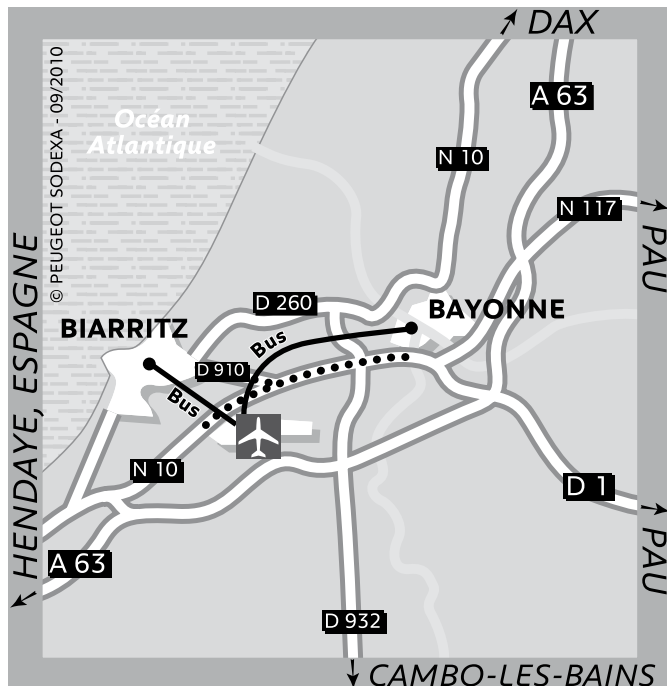 DAX
© PEUGEOT SODEXA - 09/2010
A 63
Océan
Atlantique
N 10
N 117
PAU
HENDAYE, ESPAGNE
D 260
BAYONNE
BIARRITZ
Bus
D 910
Bus
N 10
D 1
A 63
PAU
D 932
CAMBO-LES-BAINS